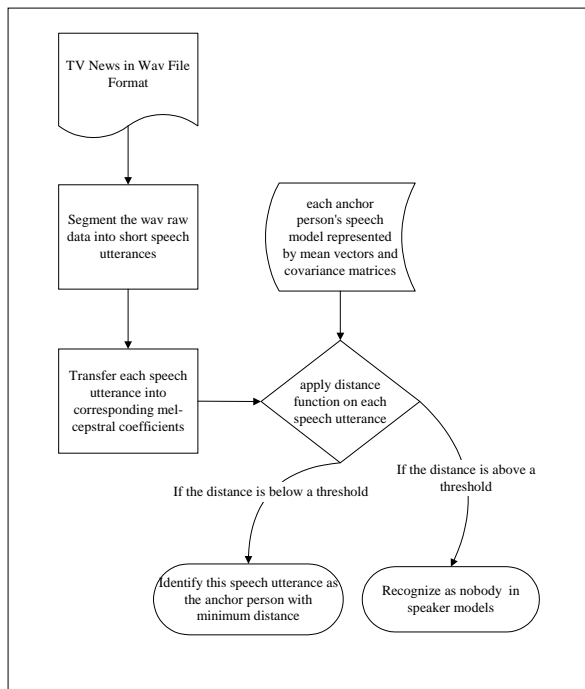 TV News in Wav File
Format
Segment the wav raw
data into short speech
utterances
each anchor
person's speech
model represented
by mean vectors and
covariance matrices
Transfer each speech
utterance into
corresponding mel-
cepstral coefficients
apply distance
function on each
speech utterance
If the distance is below a threshold
If the distance is above a
threshold
Identify this speech utterance as
the anchor person with
minimum distance
Recognize as nobody in
speaker models